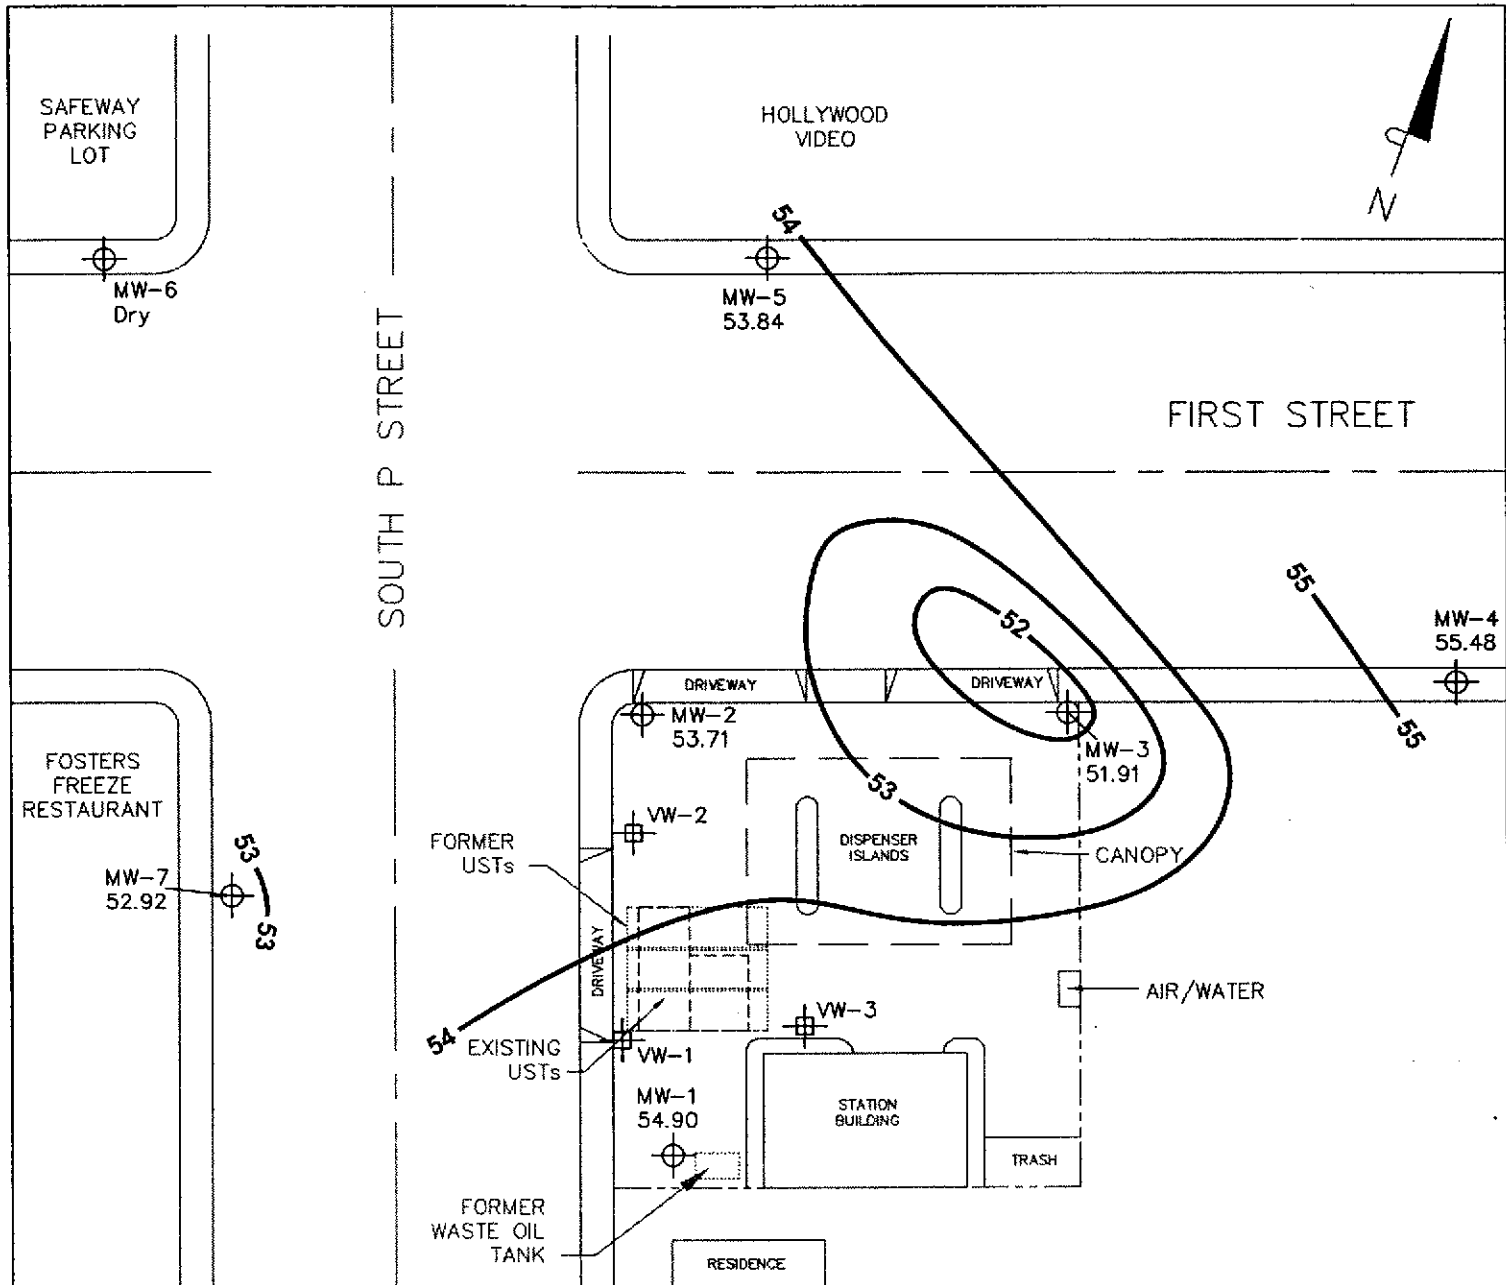 SAFEWAY
PARKING
LOT
HOLLYWOOD
VIDEO
N
54
MW-6
Dry
MW-5
53.84
SOUTH P STREET
FIRST STREET
55
52
MW-4
55.48
DRIVEWAY
DRIVEWAY
MW-2
53.71
55
MW-3
51.91
FOSTERS
FREEZE
RESTAURANT
53
VW-2
FORMER
USTs
DISPENSER
ISLANDS
CANOPY
53
MW-7
52.92
53
DRIVEWAY
AIR/WATER
VW-3
54
EXISTING
USTs
VW-1
MW-1
54.90
STATION
BUILDING
TRASH
FORMER
WASTE OIL
TANK
RESIDENCE